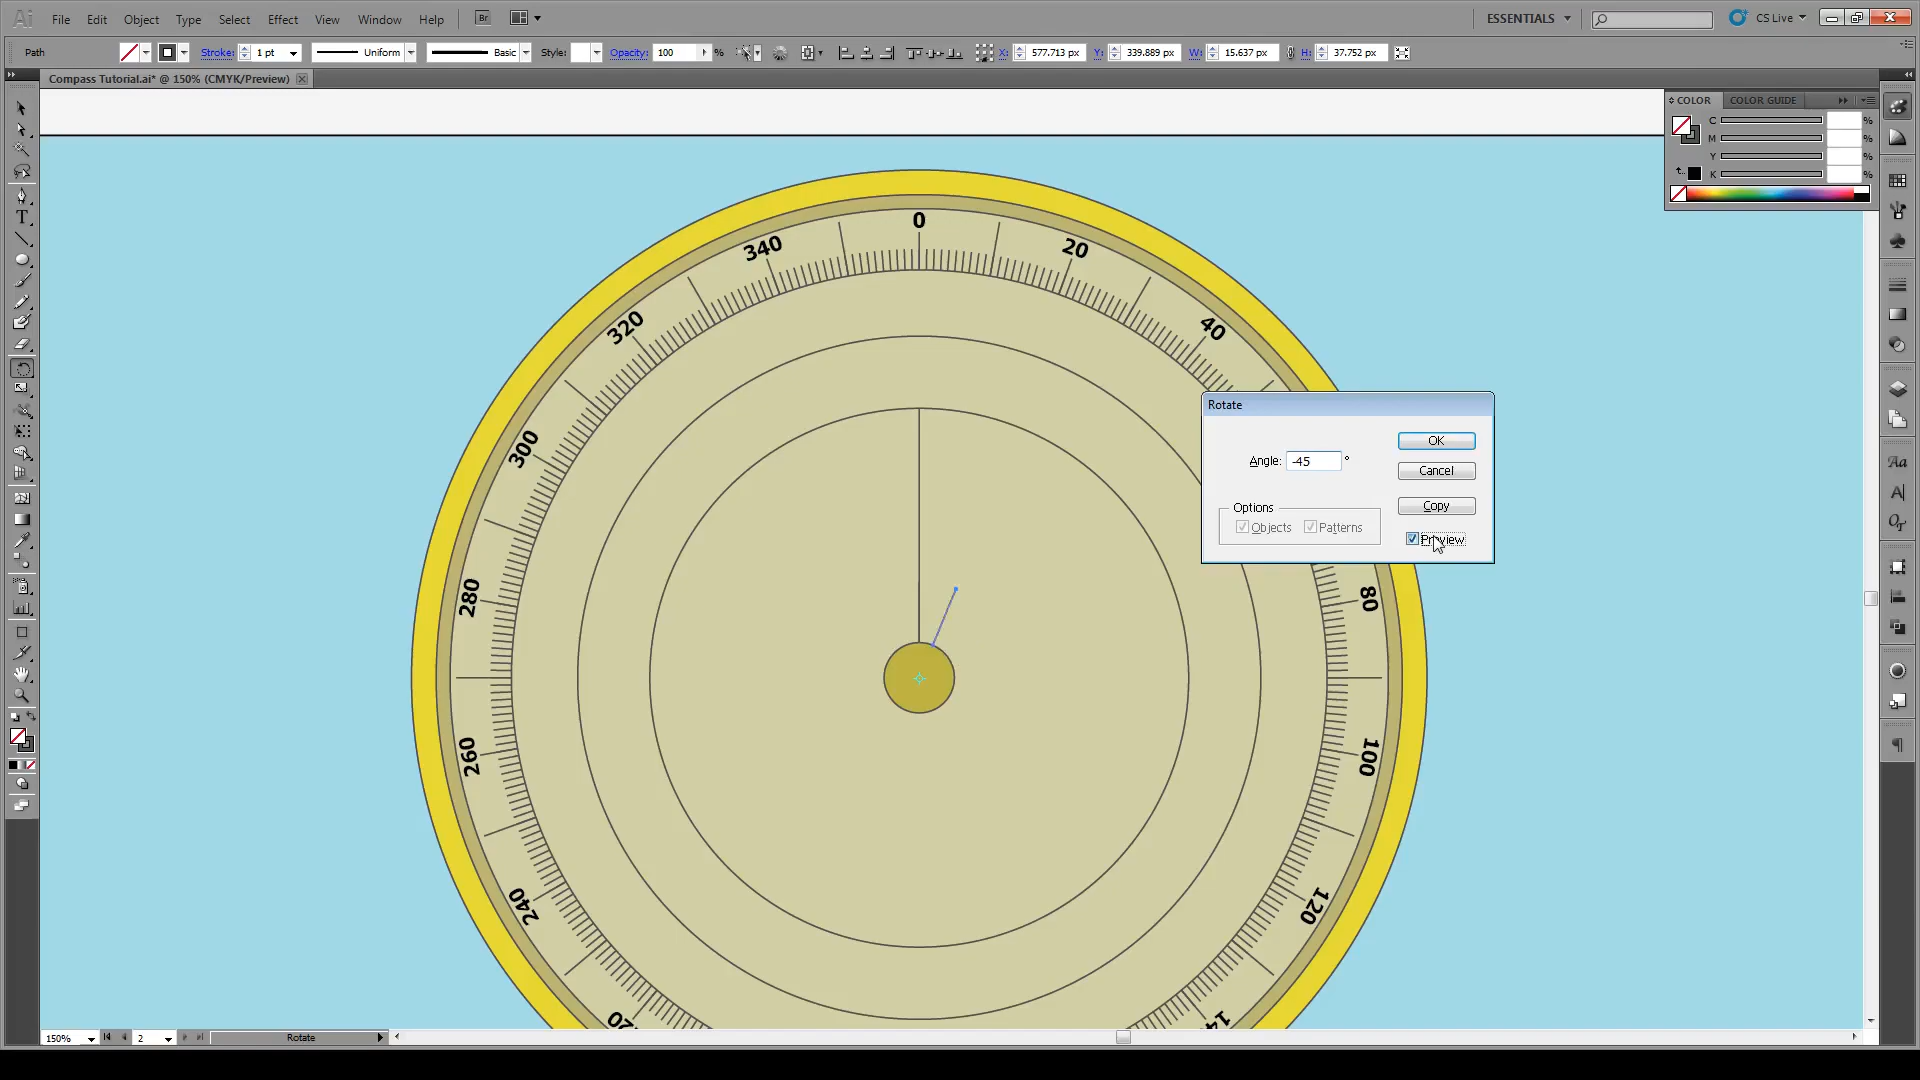 Ai File Edit Object Type Select Effect View Window Help Br ESSENTIALS CS Live
Path Stroke: 1 pt Uniform Basic Style: Opacity: 100 % X: 577.713 px Y: 339.889 px W: 15.637 px H: 37.752 px
Compass Tutorial.ai* @ 150% (CMYK/Preview)
COLOR COLOR GUIDE
C %
M %
Y %
K %
0
340 20
320 40
Rotate
OK
Angle: -45 °
Cancel
Options Copy
Objects Patterns
Preview
300
280 80
260 100
240 120
150% 2 Rotate